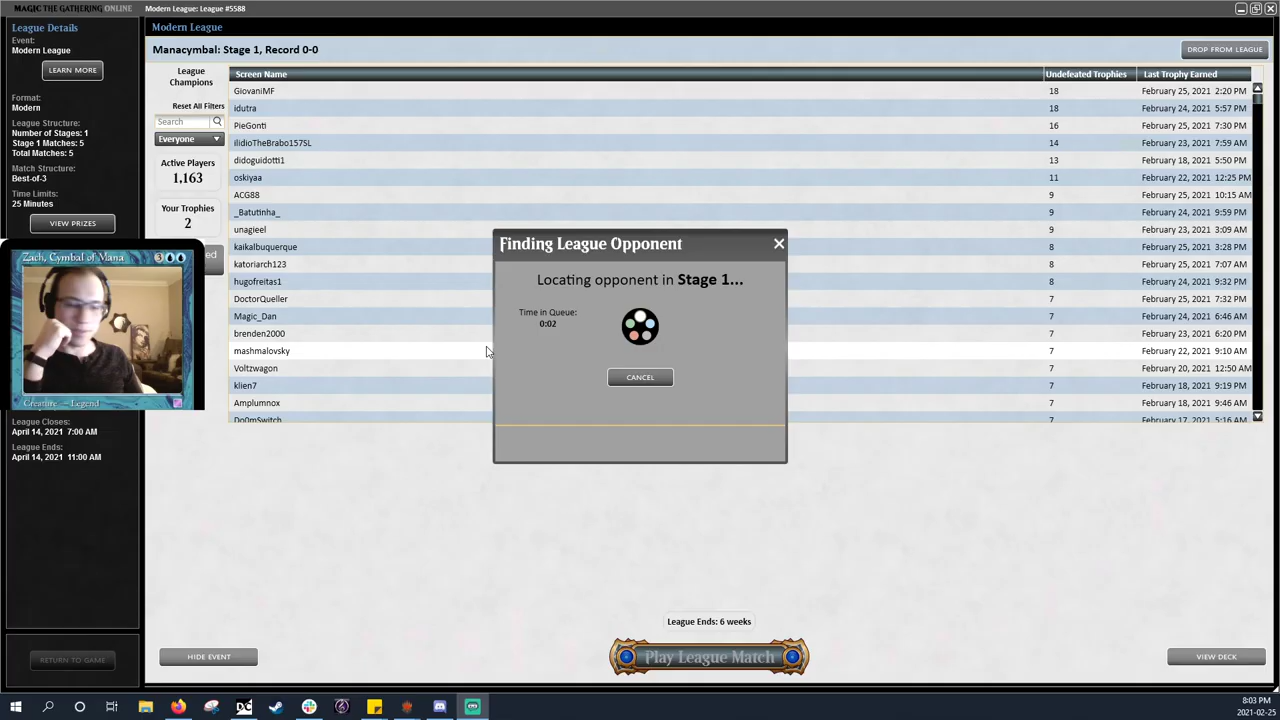 MAGIC THE GATHERING ONLINE
Modern League: League #5588
League Details
Event:
Modern League
LEARN MORE
Format:
Modern
League Structure:
Number of Stages: 1
Stage 1 Matches: 5
Total Matches: 5
Match Structure:
Best-of-3
Time Limits:
25 Minutes
VIEW PRIZES
Zach, Cymbal of Mana 3
Creature — Legend
League Closes:
April 14, 2021 7:00 AM
League Ends:
April 14, 2021 11:00 AM
RETURN TO GAME
Modern League
Manacymbal: Stage 1, Record 0-0
DROP FROM LEAGUE
League
Champions
Reset All Filters
Search
Everyone
Active Players
1,163
Your Trophies
2
ed
Screen Name Undefeated Trophies Last Trophy Earned
GiovaniMF 18 February 25, 2021 2:20 PM
idutra 18 February 24, 2021 5:57 PM
PieGonti 16 February 25, 2021 7:30 PM
ilidioTheBrabo157SL 14 February 23, 2021 7:59 AM
didoguidotti1 13 February 18, 2021 5:50 PM
oskiyaa 11 February 22, 2021 12:25 PM
ACG88 9 February 25, 2021 10:15 AM
_Batutinha_ 9 February 24, 2021 9:59 PM
unagieel 9 February 23, 2021 3:09 AM
kaikalbuquerque 8 February 25, 2021 3:28 PM
katoriarch123 8 February 25, 2021 7:07 AM
hugofreitas1 8 February 24, 2021 9:32 PM
DoctorQueller 7 February 25, 2021 7:32 PM
Magic_Dan 7 February 24, 2021 6:46 AM
brenden2000 7 February 23, 2021 6:20 PM
mashmalovsky 7 February 22, 2021 9:10 AM
Voltzwagon 7 February 20, 2021 12:50 AM
klien7 7 February 18, 2021 9:19 PM
Amplumnox 7 February 18, 2021 9:46 AM
Do0mSwitch 7 February 17, 2021 5:16 AM
Finding League Opponent
Locating opponent in Stage 1...
Time in Queue:
0:02
CANCEL
League Ends: 6 weeks
HIDE EVENT
Play League Match
VIEW DECK
8:03 PM
2021-02-25